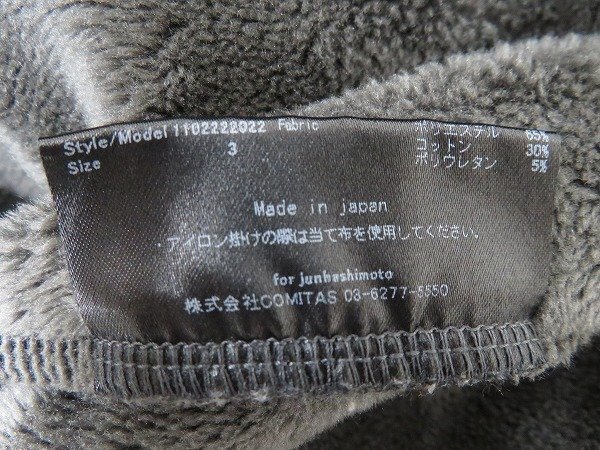 Style/Model 1102222022 Fabric ポリエステル 65%
コットン 30%
Size 3 ポリウレタン 5%
Made in japan
・アイロン掛けの際は当て布を使用してください。
for junhashimoto
株式会社COMITAS 03-6277-5550